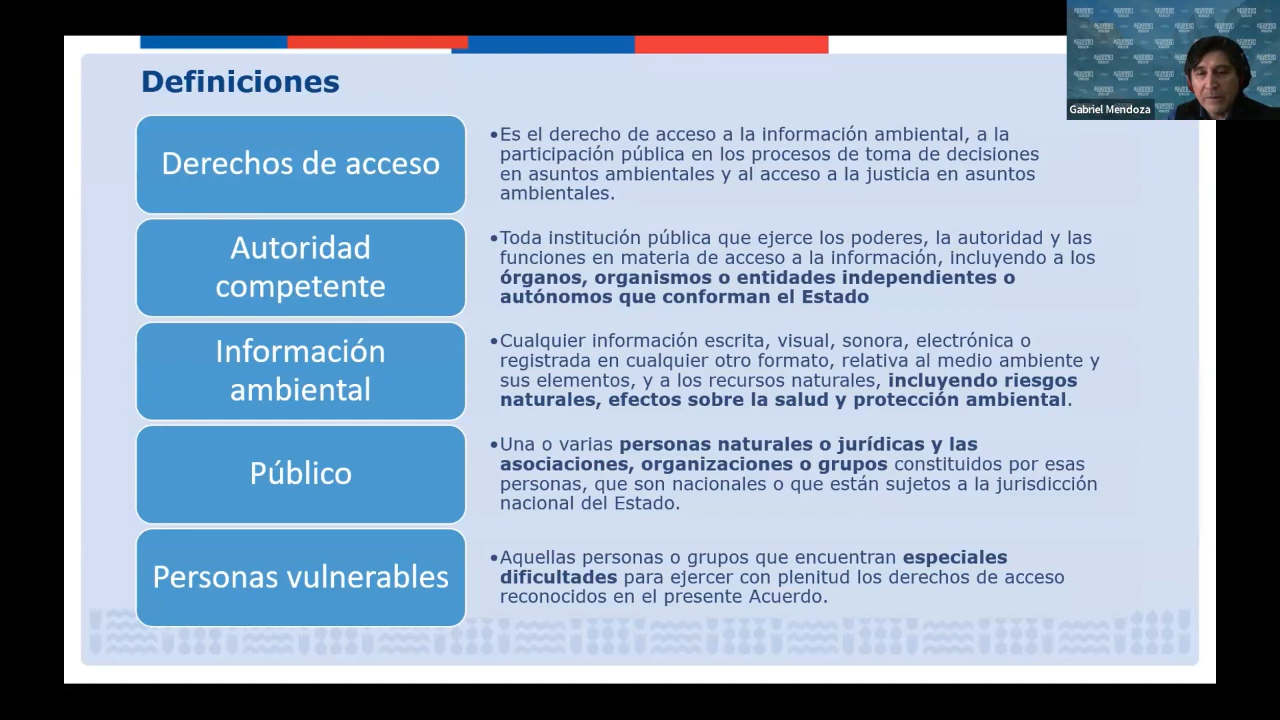 Definiciones
Derechos de acceso
•Es el derecho de acceso a la información ambiental, a la
participación pública en los procesos de toma de decisiones
en asuntos ambientales y al acceso a la justicia en asuntos
ambientales.
Autoridad
competente
•Toda institución pública que ejerce los poderes, la autoridad y las
funciones en materia de acceso a la información, incluyendo a los
órganos, organismos o entidades independientes o
autónomos que conforman el Estado
Información
ambiental
•Cualquier información escrita, visual, sonora, electrónica o
registrada en cualquier otro formato, relativa al medio ambiente y
sus elementos, y a los recursos naturales, incluyendo riesgos
naturales, efectos sobre la salud y protección ambiental.
Público
•Una o varias personas naturales o jurídicas y las
asociaciones, organizaciones o grupos constituidos por esas
personas, que son nacionales o que están sujetos a la jurisdicción
nacional del Estado.
Personas vulnerables
•Aquellas personas o grupos que encuentran especiales
dificultades para ejercer con plenitud los derechos de acceso
reconocidos en el presente Acuerdo.
Gabriel Mendoza